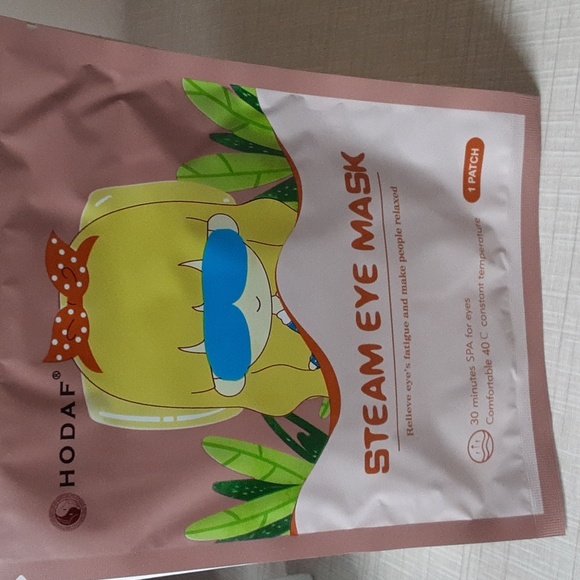 HODAF®
STEAM EYE MASK
Relieve eye's fatigue and make people relaxed
30 minutes SPA for eyes
Comfortable 40 C constant temperature
1 PATCH